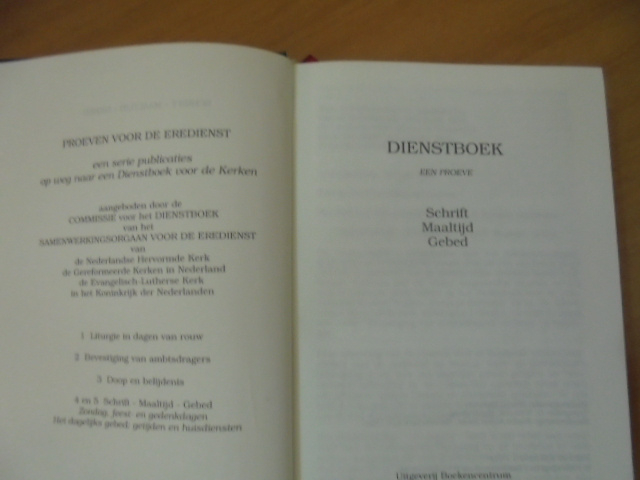 PROEVEN VOOR DE EREDIENST
een serie publicaties
op weg naar een Dienstboek voor de Kerken
aangeboden door de
COMMISSIE voor het DIENSTBOEK
van het
SAMENWERKINGSORGAAN VOOR DE EREDIENST
van
de Nederlandse Hervormde Kerk
de Gereformeerde Kerken in Nederland
de Evangelisch-Lutherse Kerk
in het Koninkrijk der Nederlanden
1 Liturgie in dagen van rouw
2 Bevestiging van ambtsdragers
3 Doop en belijdenis
4 en 5 Schrift - Maaltijd - Gebed
Zondag, feest- en gedenkdagen
Het dagelijks gebed: getijden en huisdiensten
DIENSTBOEK
EEN PROEVE
Schrift
Maaltijd
Gebed
Uitgeverij Boekencentrum